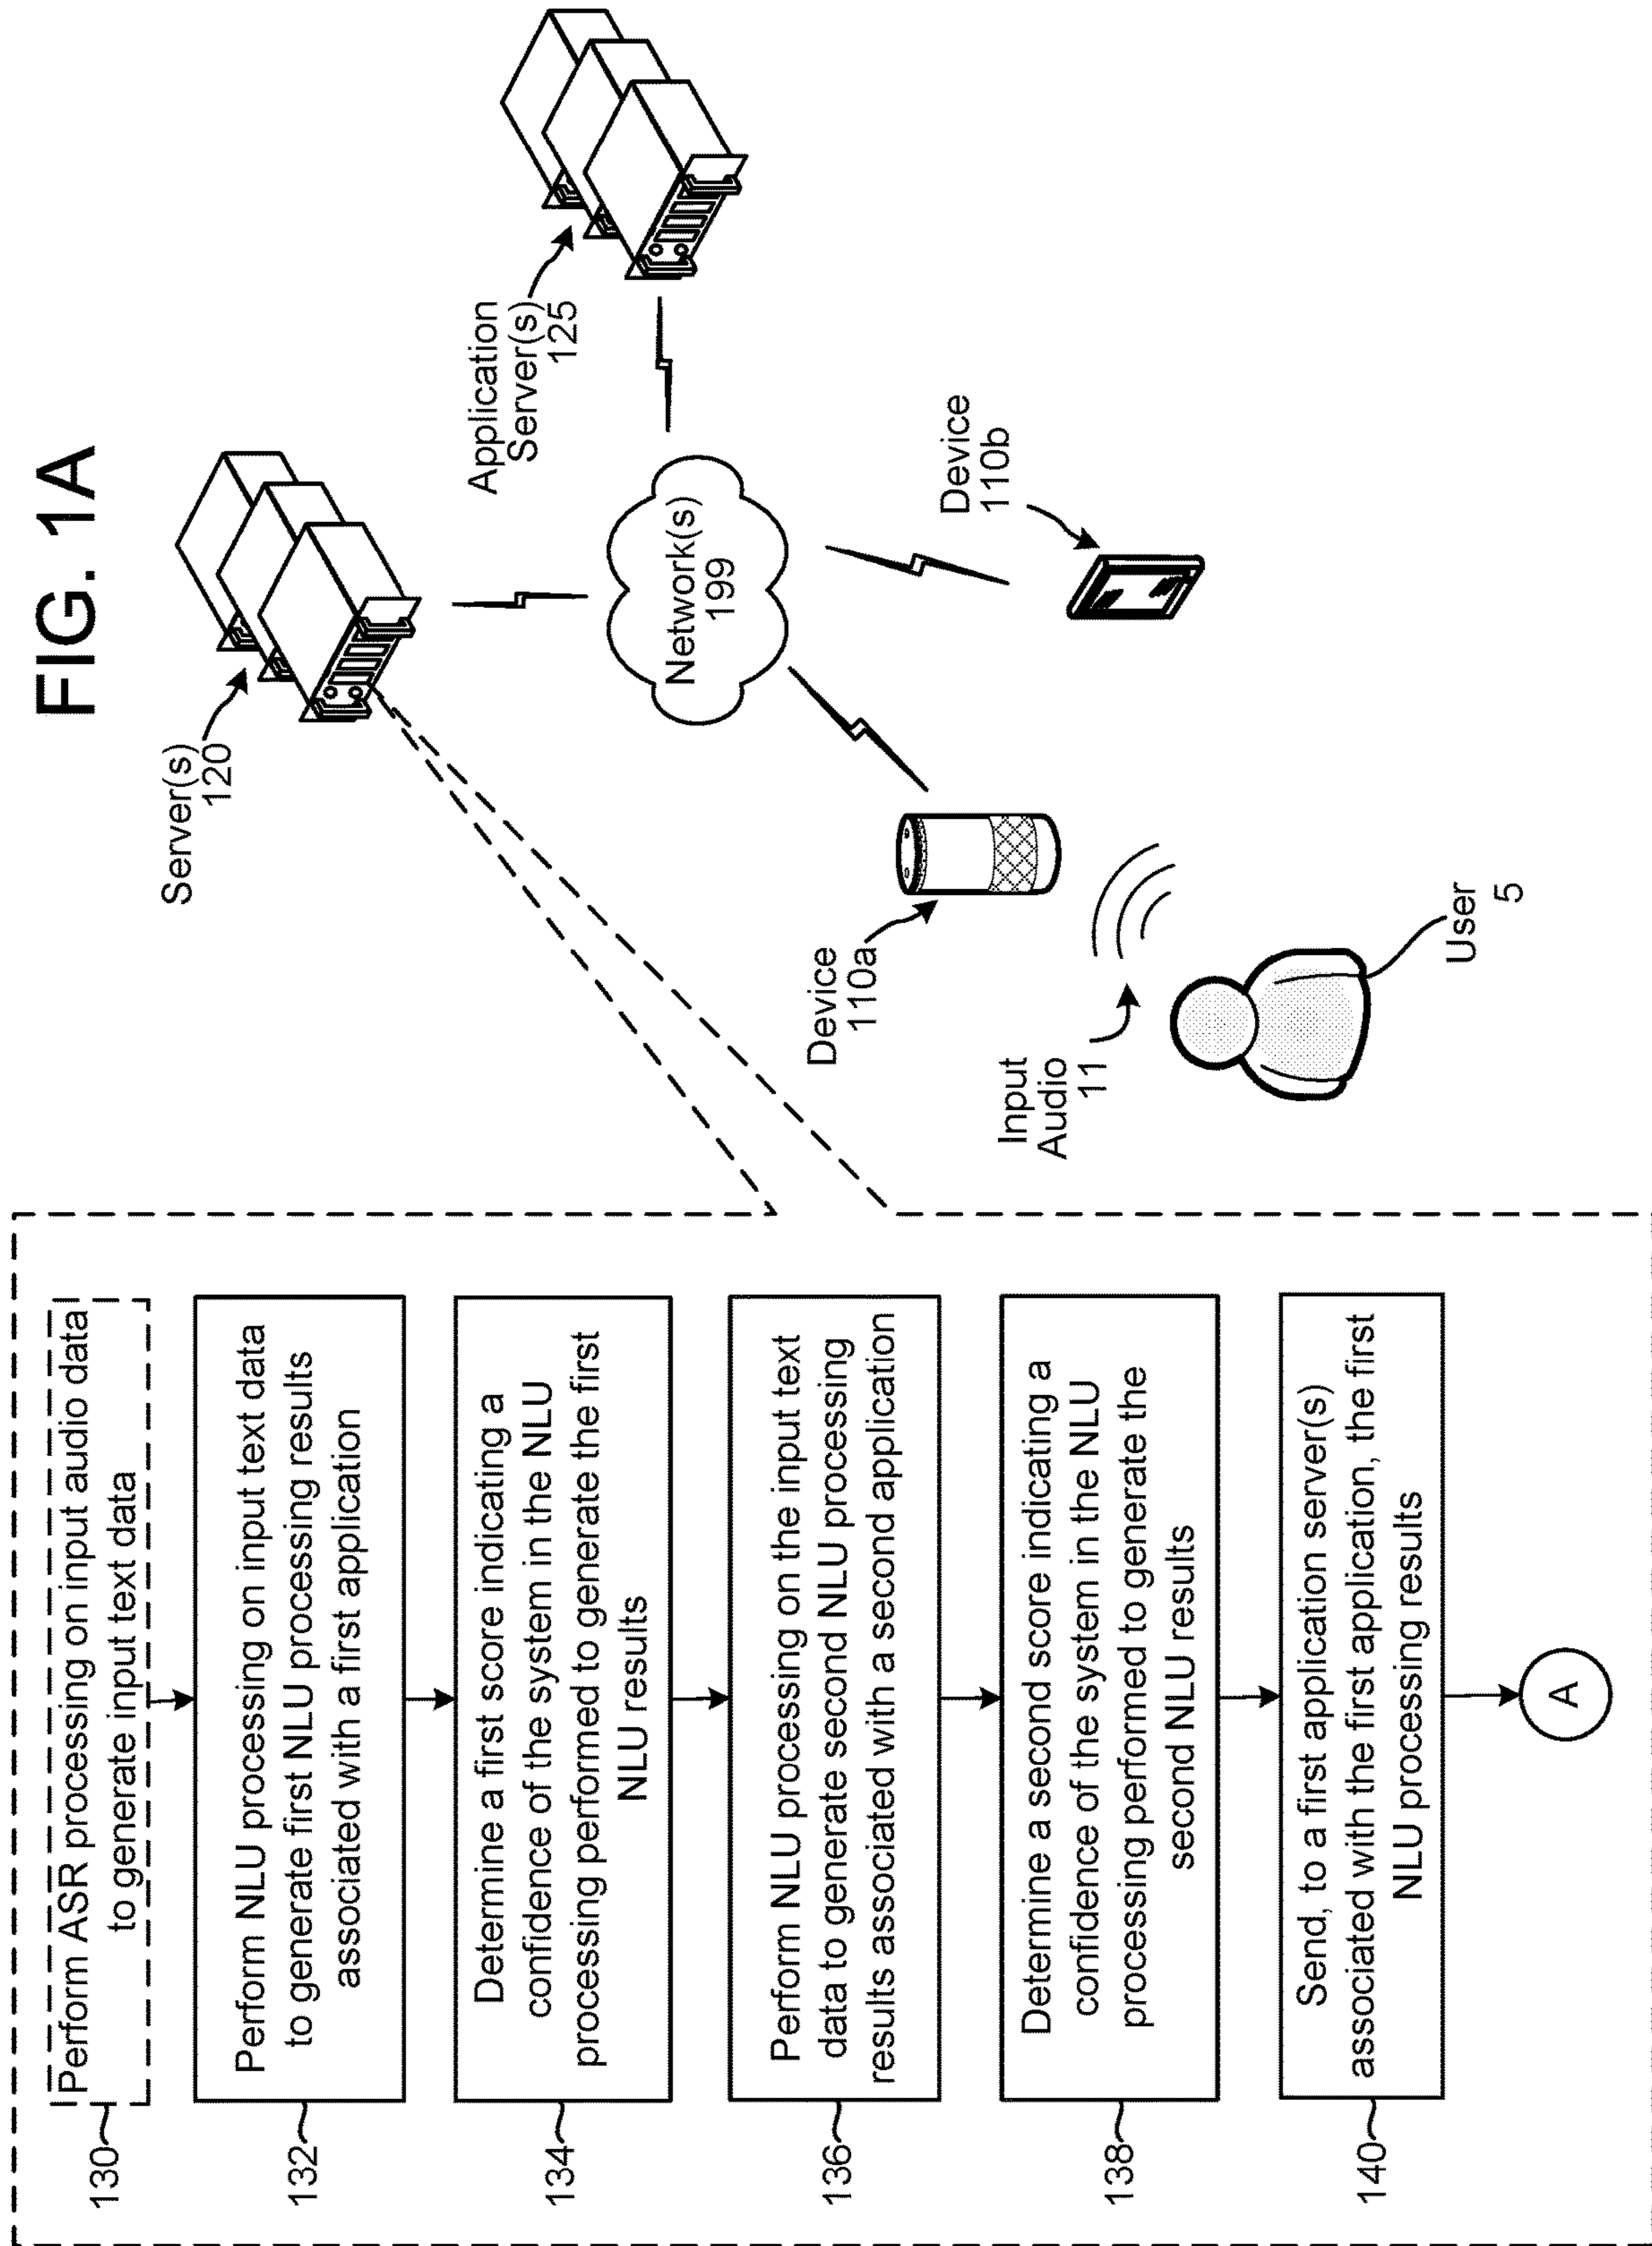 FIG. 1A
130
Perform ASR processing on input audio data
to generate input text data
132
Perform NLU processing on input text data
to generate first NLU processing results
associated with a first application
134
Determine a first score indicating a
confidence of the system in the NLU
processing performed to generate the first
NLU results
136
Perform NLU processing on the input text
data to generate second NLU processing
results associated with a second application
138
Determine a second score indicating a
confidence of the system in the NLU
processing performed to generate the
second NLU results
140
Send, to a first application server(s)
associated with the first application, the first
NLU processing results
A
Server(s)
120
Application
Server(s)
125
Network(s)
199
Device
110a
Device
110b
Input
Audio
11
User
5